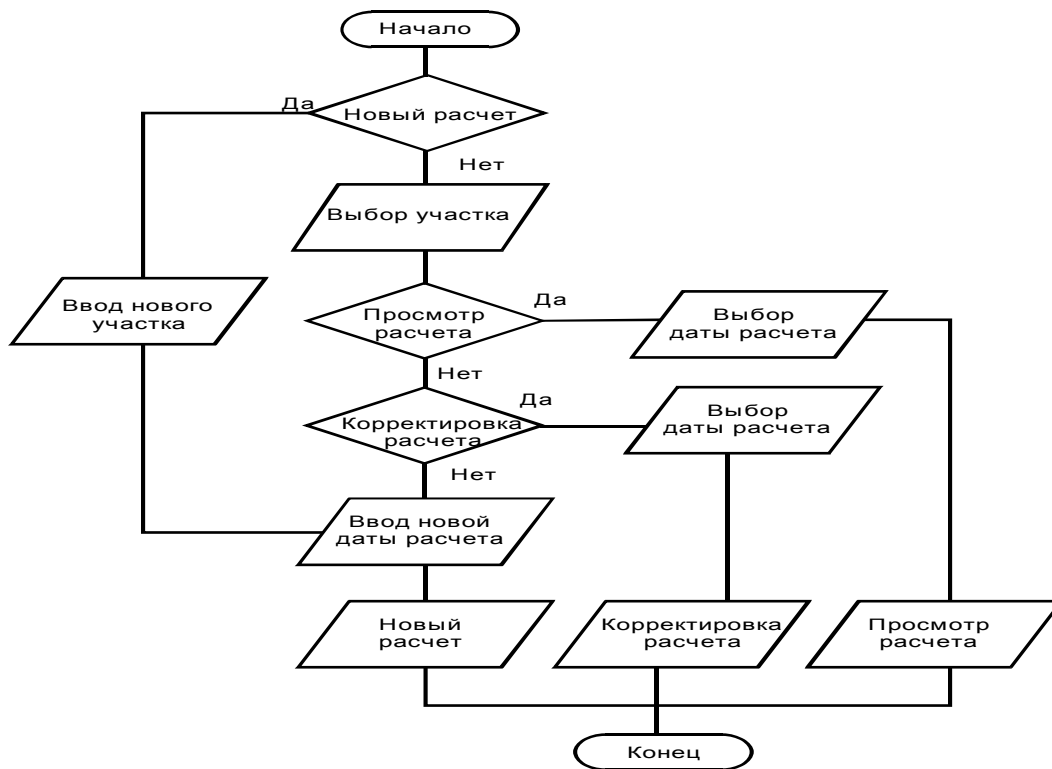 Начало
Да
Новый расчет
Нет
Выбор участка
Ввод нового
участка
Просмотр
расчета
Да
Выбор
даты расчета
Нет
Корректировка
расчета
Да
Выбор
даты расчета
Нет
Ввод новой
даты расчета
Новый
расчет
Корректировка
расчета
Просмотр
расчета
Конец